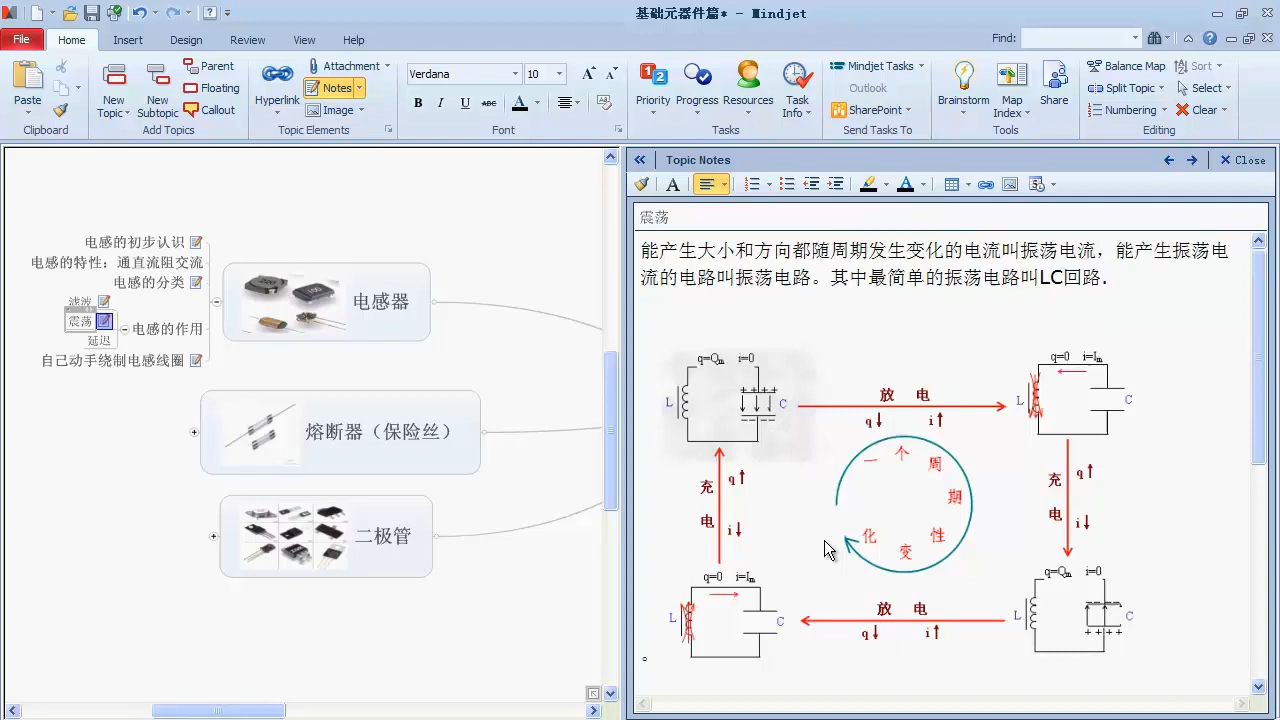 基础元器件篇* - Mindjet
File
Home
Insert
Design
Review
View
Help
Find:
Paste
Clipboard
New Topic
New Subtopic
Parent
Floating
Callout
Add Topics
Hyperlink
Attachment
Notes
Image
Topic Elements
Verdana
10
B I U ABC A
Font
Priority
Progress
Resources
Task Info
Tasks
Mindjet Tasks
Outlook
SharePoint
Send Tasks To
Brainstorm
Map Index
Share
Tools
Balance Map
Split Topic
Numbering
Sort
Select
Clear
Editing
电感的初步认识
电感的特性：通直流阻交流
电感的分类
滤波
震荡
延迟
电感的作用
自己动手绕制电感线圈
电感器
熔断器（保险丝）
二极管
Topic Notes
Close
震荡
能产生大小和方向都随周期发生变化的电流叫振荡电流，能产生振荡电
流的电路叫振荡电路。其中最简单的振荡电路叫LC回路.
q=Qm i=0
L
C
放 电
q↓ i↑
q=0 i=Im
L
C
充 电
q↑
i↓
一个周期性变化
充 电
q↑
i↓
q=0 i=Im
L
C
放 电
q↓ i↑
q=Qm i=0
L
C
。